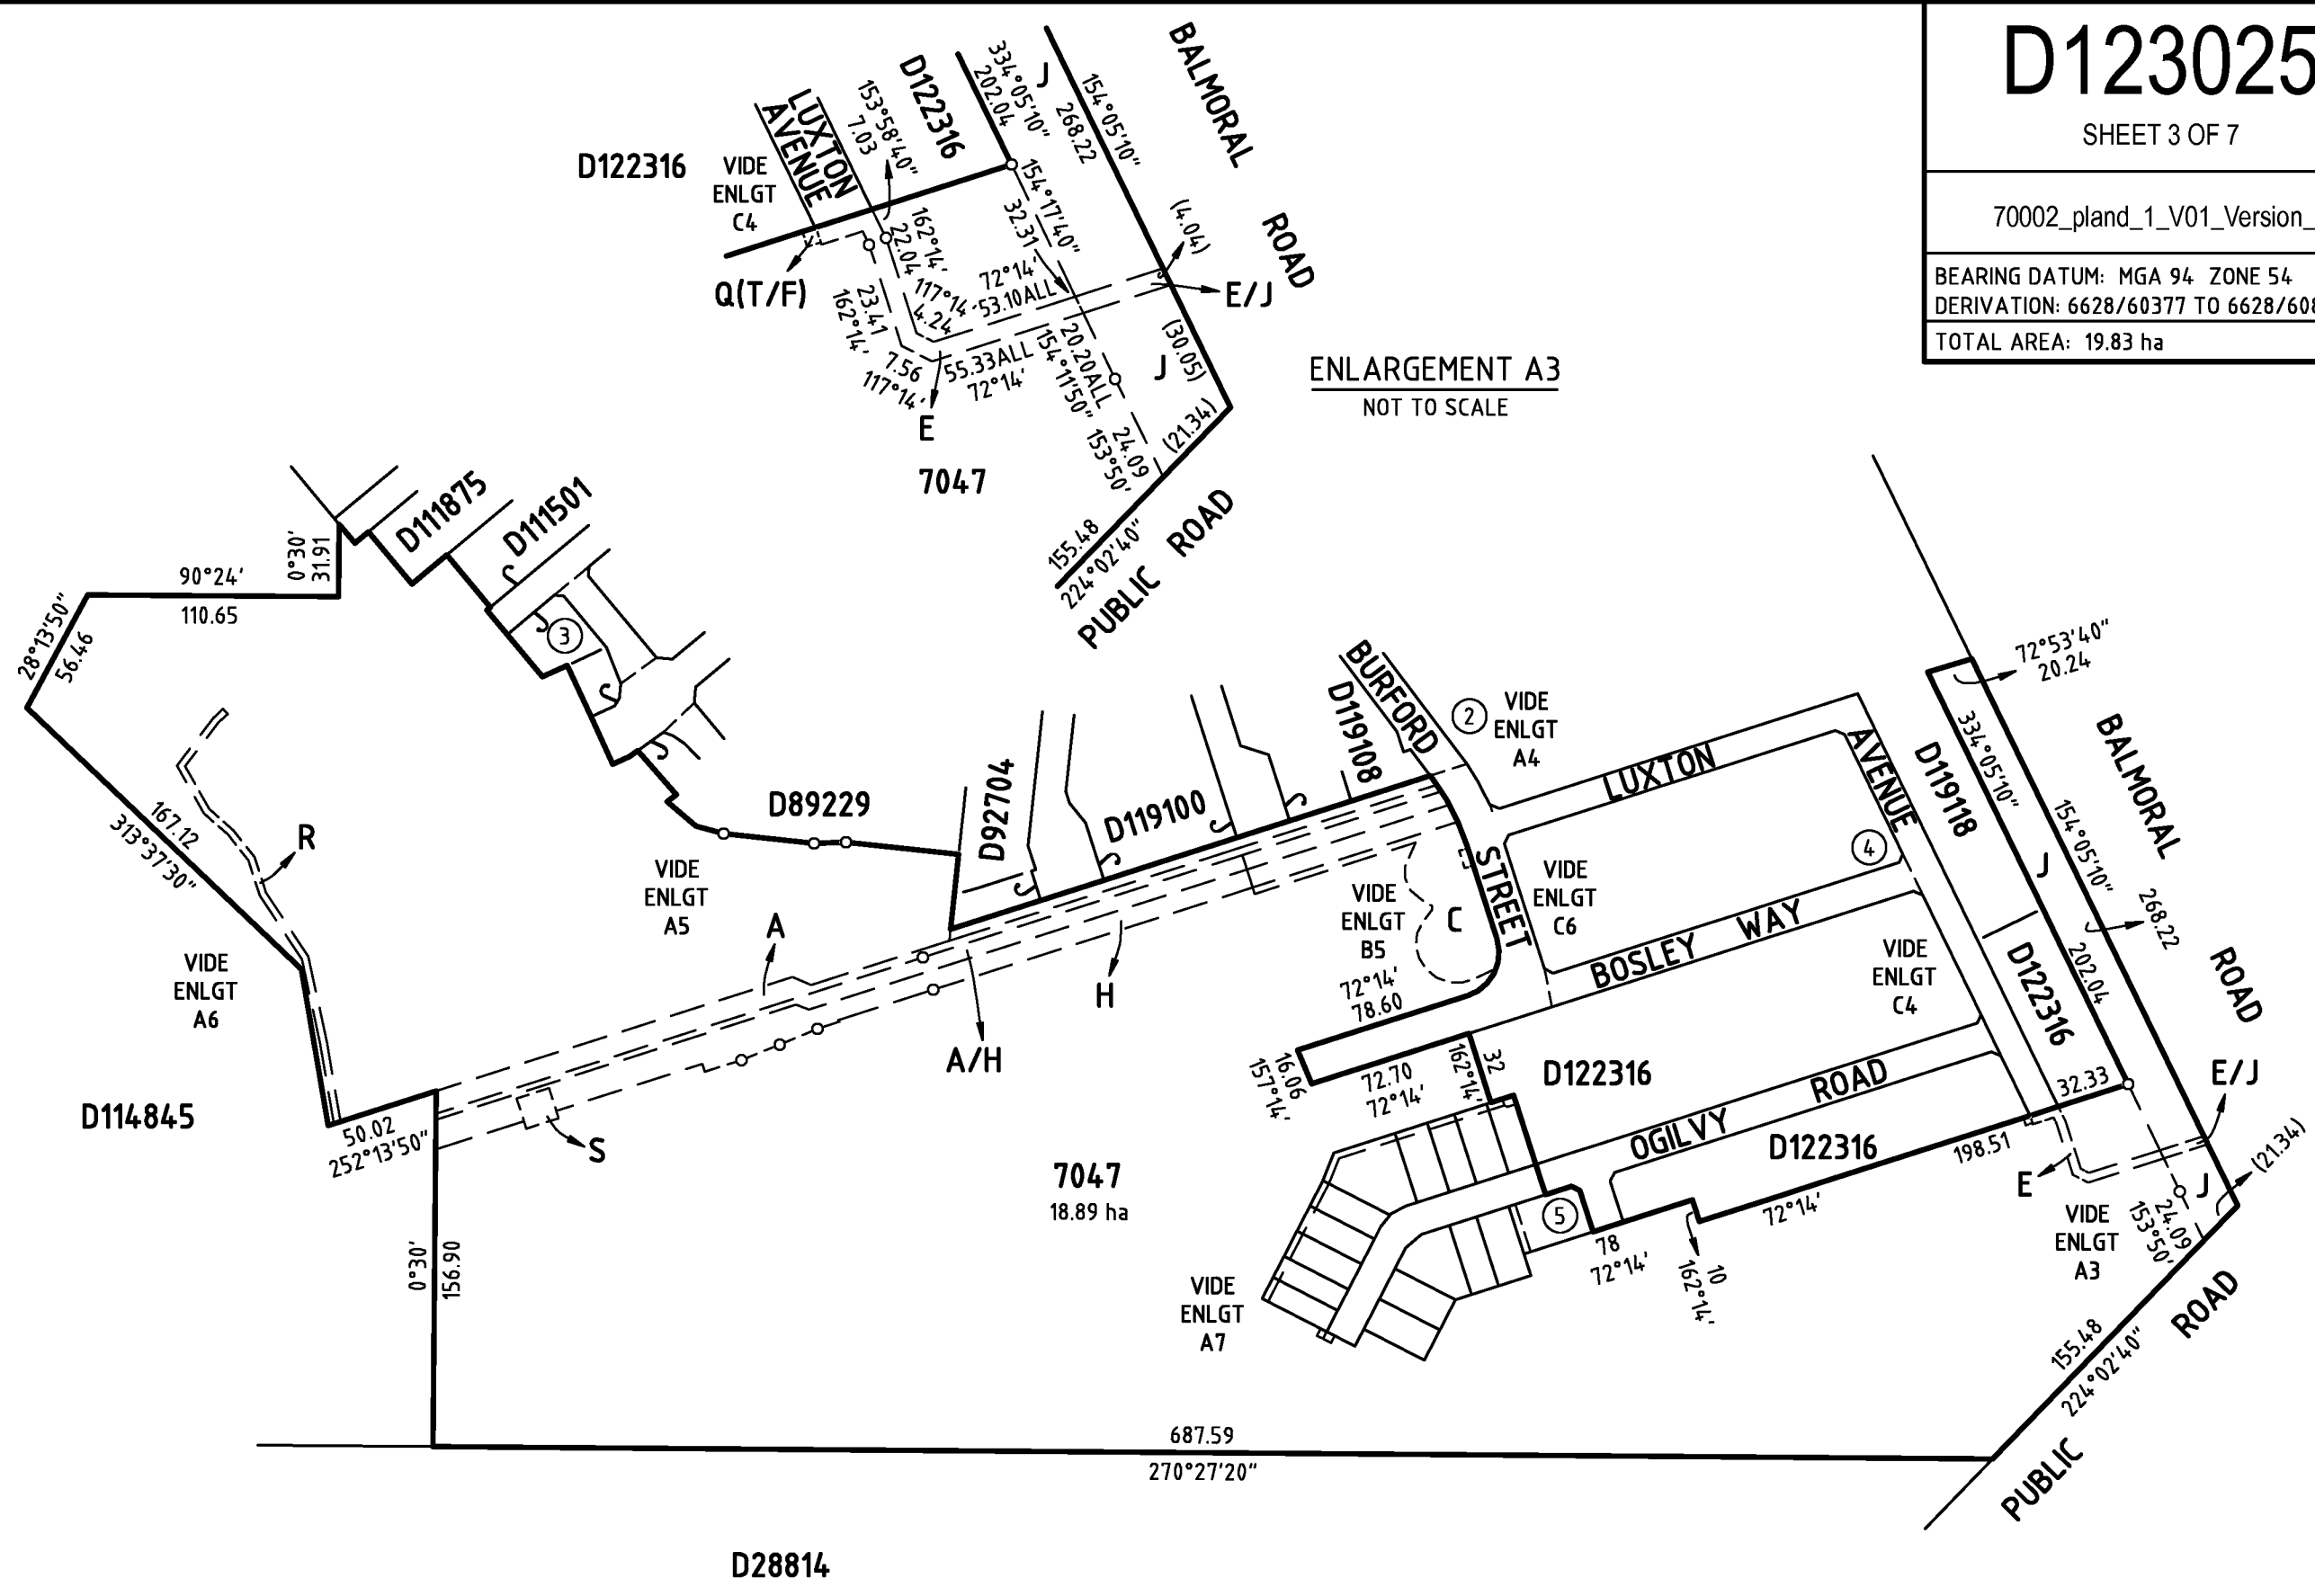 D123025
SHEET 3 OF 7
70002_pland_1_V01_Version_
BEARING DATUM: MGA 94 ZONE 54
DERIVATION: 6628/60377 TO 6628/608
TOTAL AREA: 19.83 ha
D122316
VIDE
ENLGT
C4
LUXTON
AVENUE
153°58'40"
7.03
D122316
334°05'10"
202.04
J
154°05'10"
268.22
BALMORAL
ROAD
154°17'40"
32.31
(4.04)
162°14'
22.04
72°14'
53.10ALL
117°14'
4.24
E/J
Q(T/F)
23.41
162°14'
7.56
117°14'
55.33ALL
72°14'
20.20ALL
154°11'50"
(30.05)
J
E
24.09
153°50'
(21.34)
7047
155.48
224°02'40"
PUBLIC ROAD
ENLARGEMENT A3
NOT TO SCALE
D111875
D111501
0°30'
31.91
90°24'
110.65
28°13'50"
56.46
3
167.12
313°37'30"
R
D89229
VIDE
ENLGT
A5
D92704
D119100
D119108
BURFORD
STREET
2
VIDE
ENLGT
A4
LUXTON
AVENUE
4
D119118
72°53'40"
20.24
334°05'10"
J
154°05'10"
268.22
BALMORAL
ROAD
VIDE
ENLGT
A6
A
A/H
H
VIDE
ENLGT
B5
C
VIDE
ENLGT
C6
BOSLEY WAY
VIDE
ENLGT
C4
D122316
202.04
72°14'
78.60
16.06
157°14'
72.70
72°14'
32
162°14'
D122316
OGILVY ROAD
D122316
32.33
E/J
(21.34)
198.51
72°14'
E
J
24.09
153°50'
VIDE
ENLGT
A3
D114845
50.02
252°13'50"
S
7047
18.89 ha
5
78
72°14'
10
162°14'
VIDE
ENLGT
A7
0°30'
156.90
687.59
270°27'20"
155.48
224°02'40"
PUBLIC ROAD
D28814